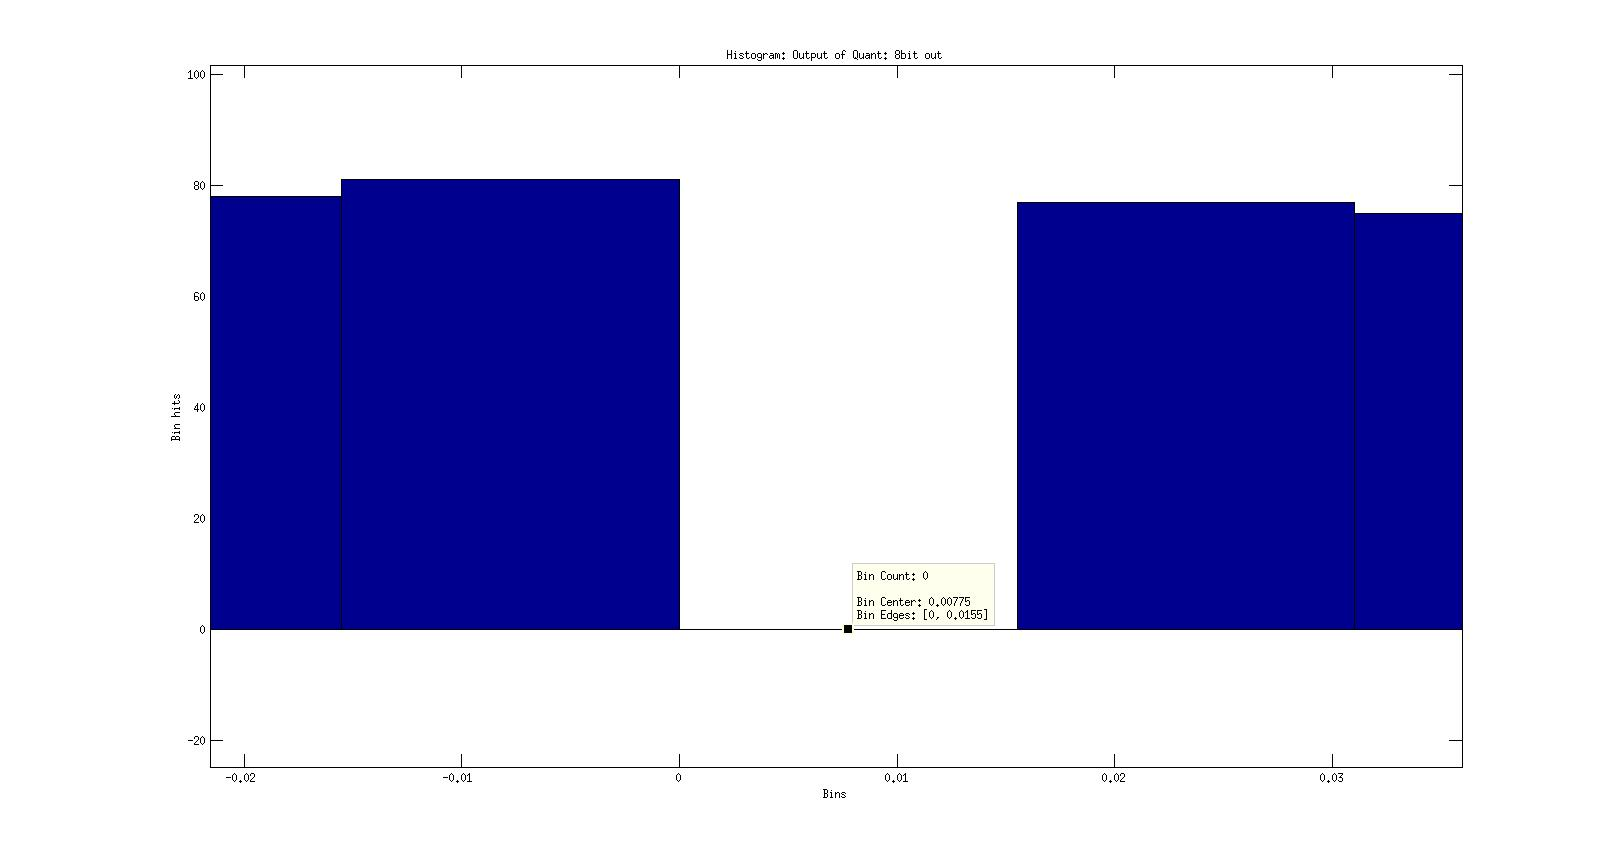 Histogram: Output of Quant: 8bit out
100
80
60
40
20
0
-20
Bin hits
Bin Count: 0
Bin Center: 0.00775
Bin Edges: [0, 0.0155]
-0.02
-0.01
0
0.01
0.02
0.03
Bins